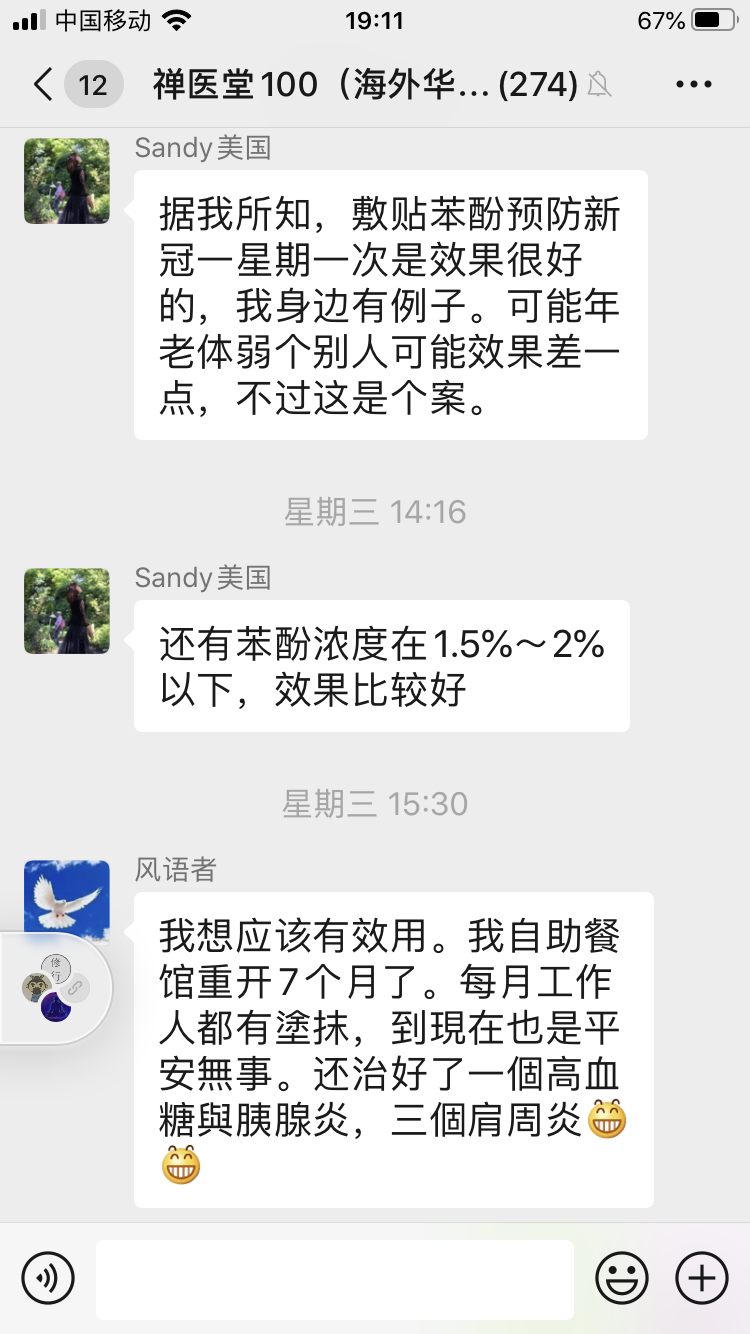 中国移动 19:11 67%
12 禅医堂100（海外华...(274)
Sandy美国
据我所知，敷贴苯酚预防新
冠一星期一次是效果很好
的，我身边有例子。可能年
老体弱个别人可能效果差一
点，不过这是个案。
星期三 14:16
Sandy美国
还有苯酚浓度在1.5%～2%
以下，效果比较好
星期三 15:30
风语者
我想应该有效用。我自助餐
馆重开7个月了。每月工作
人都有塗抹，到現在也是平
安無事。还治好了一個高血
糖與胰腺炎，三個肩周炎😁
😁
修
行